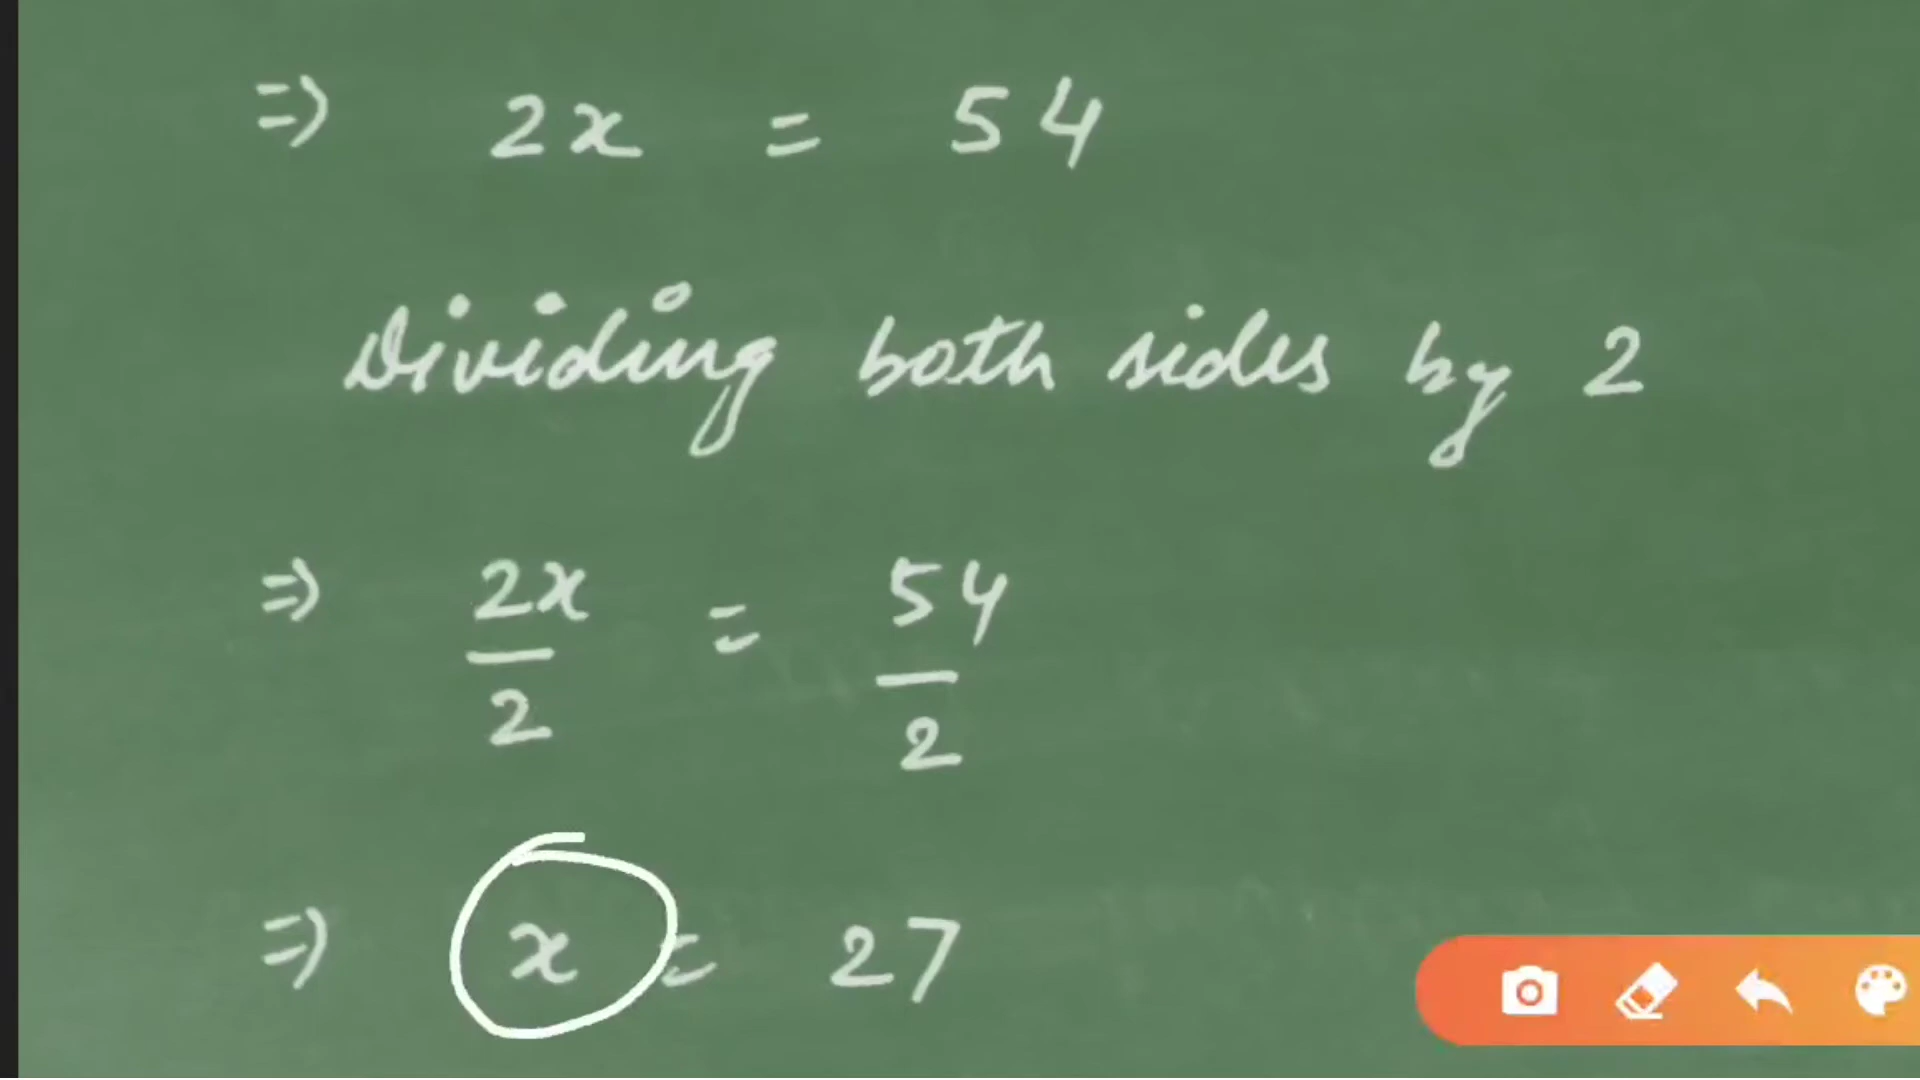 => 2x = 54
Dividing both sides by 2
=> 2x/2 = 54/2
=> x = 27